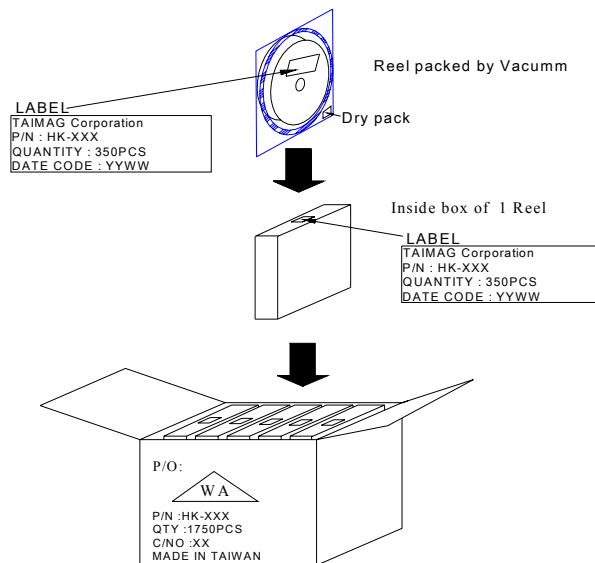 Reel packed by Vacumm
Dry pack
LABEL
TAIMAG Corporation
P/N : HK-XXX
QUANTITY : 350PCS
DATE CODE : YYWW
Inside box of 1 Reel
LABEL
TAIMAG Corporation
P/N : HK-XXX
QUANTITY : 350PCS
DATE CODE : YYWW
P/O:
WA
P/N :HK-XXX
QTY :1750PCS
C/NO :XX
MADE IN TAIWAN